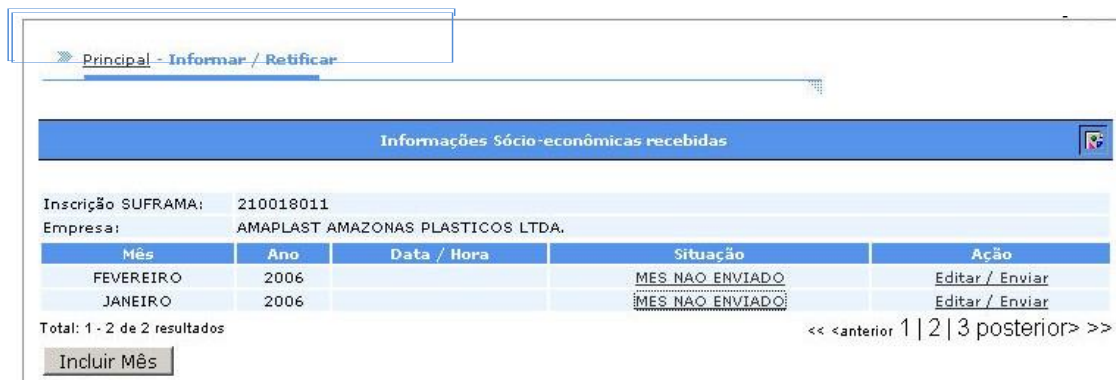 Principal - Informar / Retificar
Informações Sócio-econômicas recebidas
Inscrição SUFRAMA: 210018011
Empresa: AMAPLAST AMAZONAS PLASTICOS LTDA.
Mês Ano Data / Hora Situação Ação
FEVEREIRO 2006 MES NAO ENVIADO Editar / Enviar
JANEIRO 2006 MES NAO ENVIADO Editar / Enviar
Total: 1 - 2 de 2 resultados << <anterior 1 | 2 | 3 posterior> >>
Incluir Mês